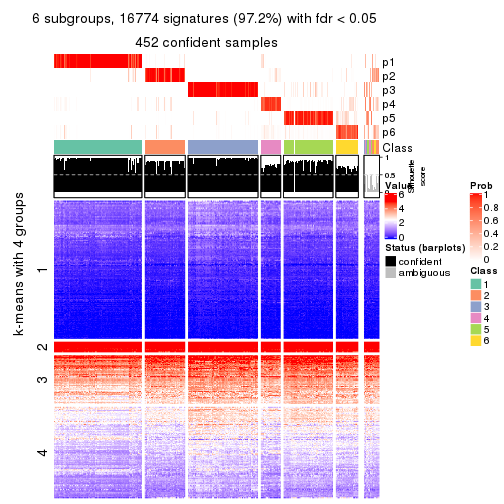 6 subgroups, 16774 signatures (97.2%) with fdr < 0.05
452 confident samples
p1
p2
p3
p4
p5
p6
Class
1
0.5
0
Silhouette
score
k-means with 4 groups
1
2
3
4
Value
6
4
2
0
Status (barplots)
confident
ambiguous
Prob
1
0.8
0.6
0.4
0.2
0
Class
1
2
3
4
5
6